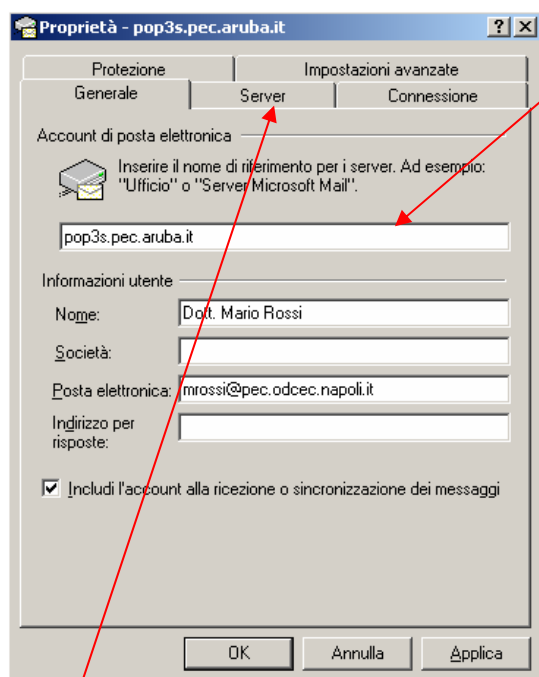 Proprietà - pop3s.pec.aruba.it
Protezione
Impostazioni avanzate
Generale
Server
Connessione
Account di posta elettronica
Inserire il nome di riferimento per i server. Ad esempio:
"Ufficio" o "Server Microsoft Mail".
pop3s.pec.aruba.it
Informazioni utente
Nome: Dott. Mario Rossi
Società:
Posta elettronica: mrossi@pec.odcec.napoli.it
Indirizzo per
risposte:
Includi l'account alla ricezione o sincronizzazione dei messaggi
OK
Annulla
Applica